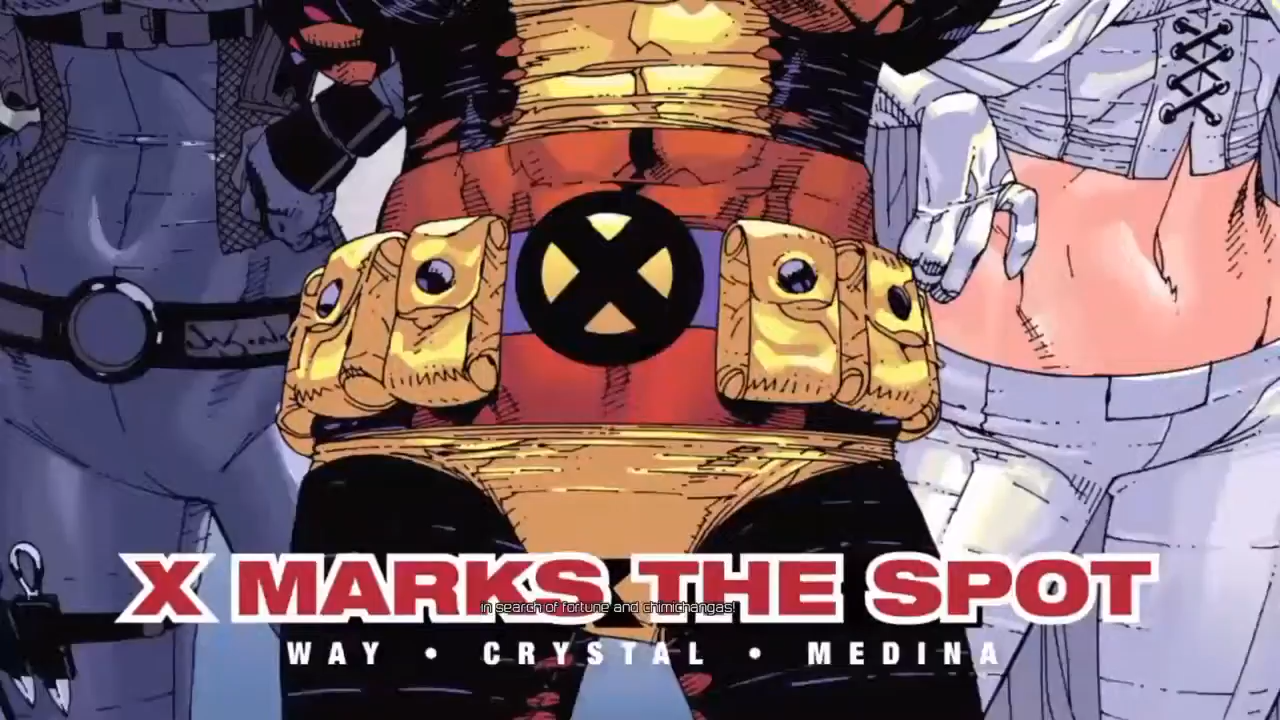 X MARKS THE SPOT
in search of fortune and chimichangas!
WAY • CRYSTAL • MEDINA